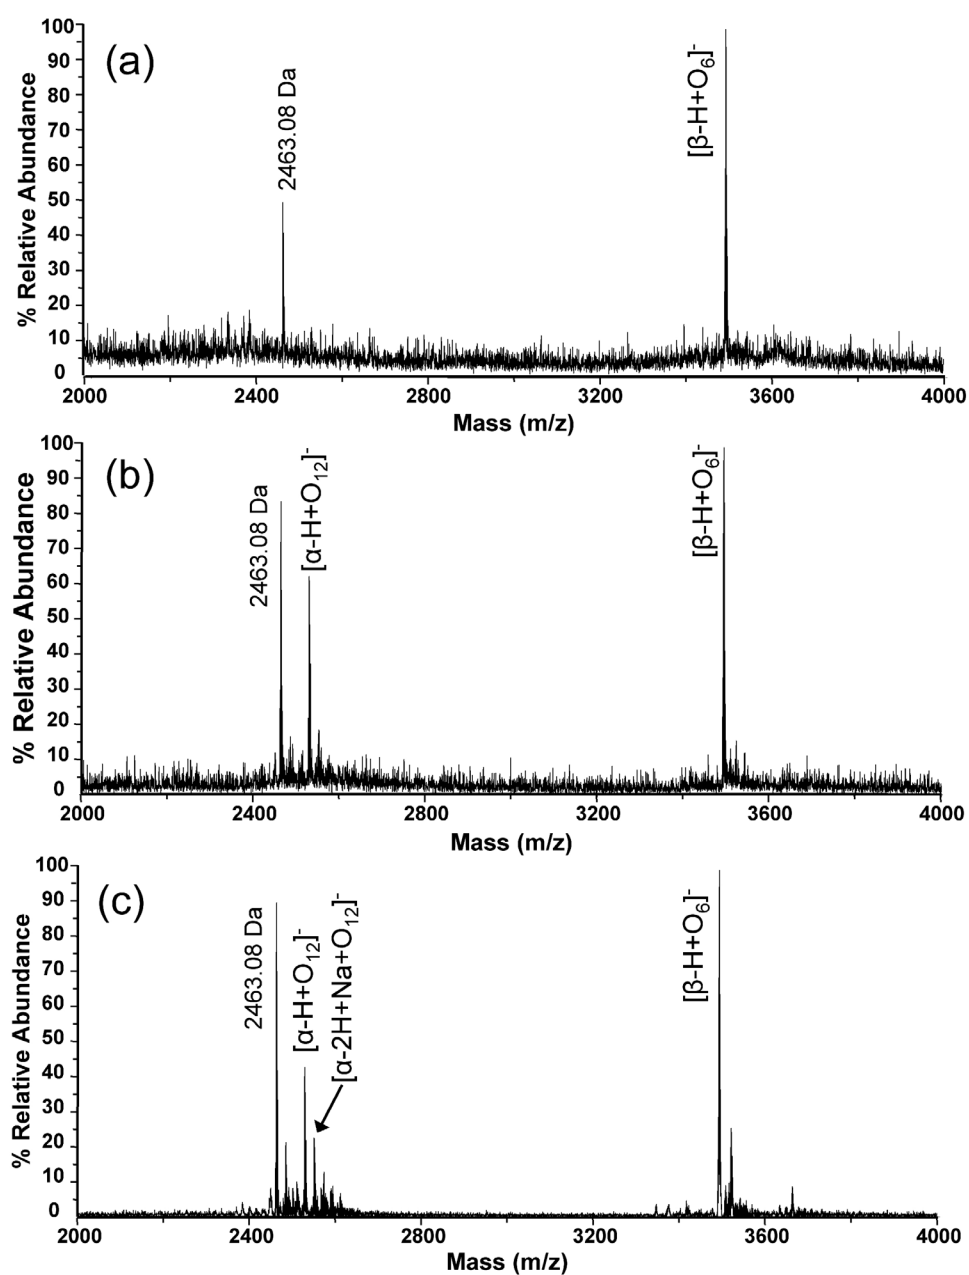 (a)
% Relative Abundance
100
90
80
70
60
50
40
30
20
10
0
2463.08 Da
[β-H+O6]-
2000 2400 2800 3200 3600 4000
Mass (m/z)
(b)
% Relative Abundance
100
90
80
70
60
50
40
30
20
10
0
2463.08 Da
[α-H+O12]-
[β-H+O6]-
2000 2400 2800 3200 3600 4000
Mass (m/z)
(c)
% Relative Abundance
100
90
80
70
60
50
40
30
20
10
0
2463.08 Da
[α-H+O12]-
[α-2H+Na+O12]-
[β-H+O6]-
2000 2400 2800 3200 3600 4000
Mass (m/z)